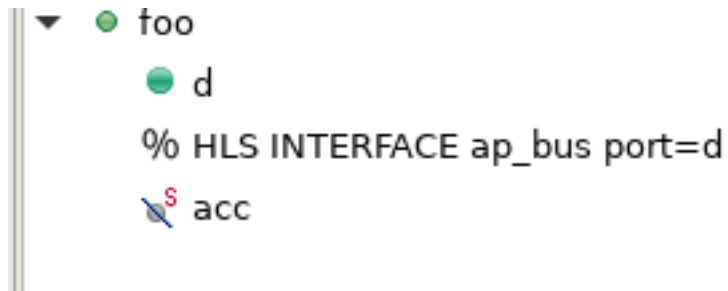 foo
d
% HLS INTERFACE ap_bus port=d
S acc